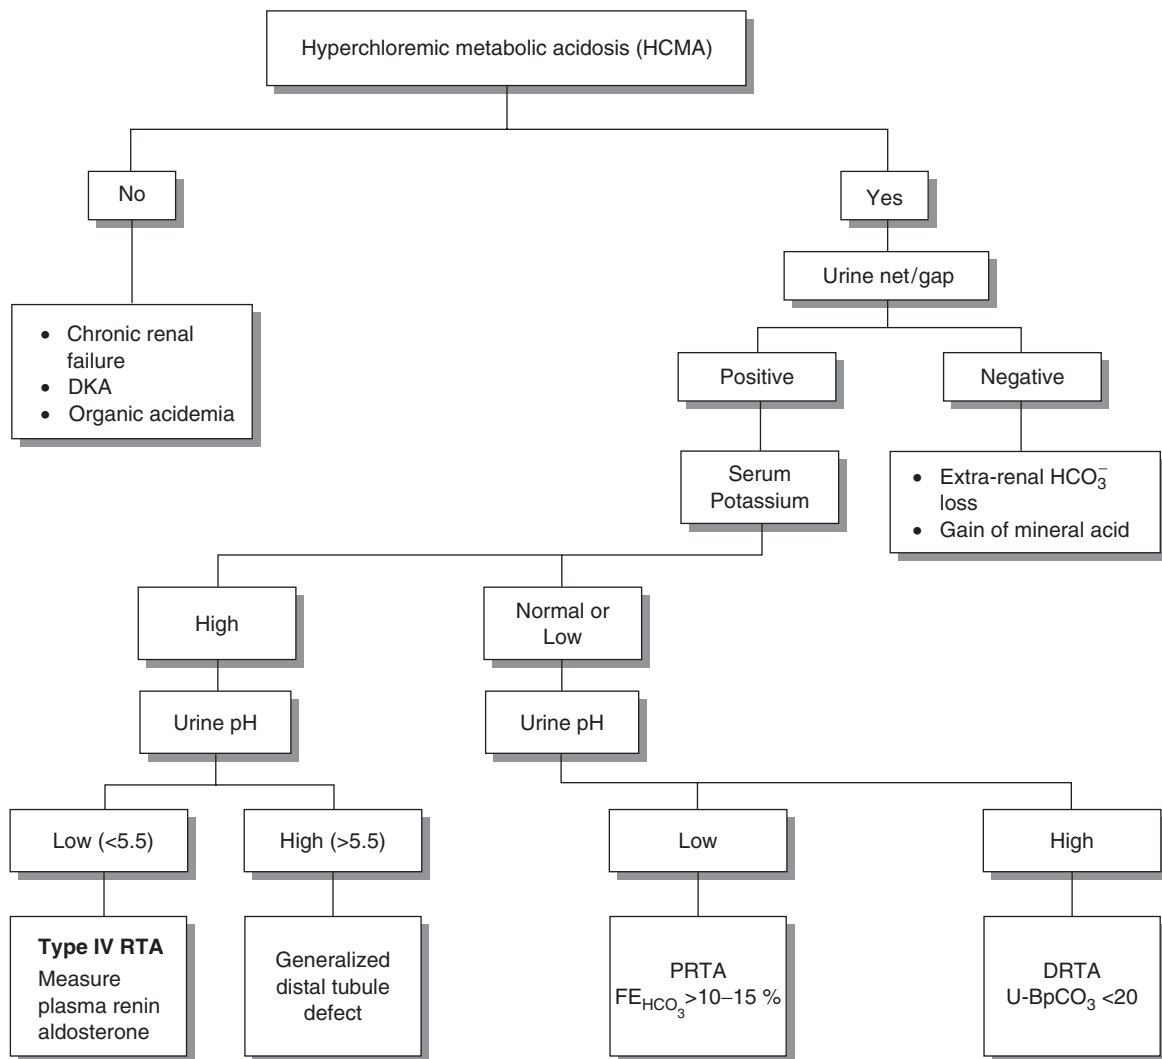 Hyperchloremic metabolic acidosis (HCMA)
No
Yes
Urine net/gap
• Chronic renal
failure
• DKA
• Organic acidemia
Positive
Negative
Serum
Potassium
• Extra-renal HCO₃⁻
loss
• Gain of mineral acid
High
Normal or
Low
Urine pH
Urine pH
Low (<5.5)
High (>5.5)
Low
High
Type IV RTA
Measure
plasma renin
aldosterone
Generalized
distal tubule
defect
PRTA
FE_HCO₃>10–15 %
DRTA
U-BpCO₃ <20